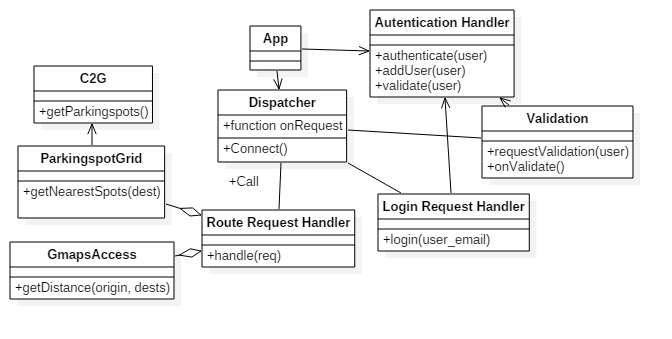 App
Autentication Handler
+authenticate(user)
+addUser(user)
+validate(user)
C2G
+getParkingspots()
Dispatcher
+function onRequest
+Connect()
Validation
+requestValidation(user)
+onValidate()
ParkingspotGrid
+getNearestSpots(dest)
+Call
Login Request Handler
+login(user_email)
Route Request Handler
+handle(req)
GmapsAccess
+getDistance(origin, dests)